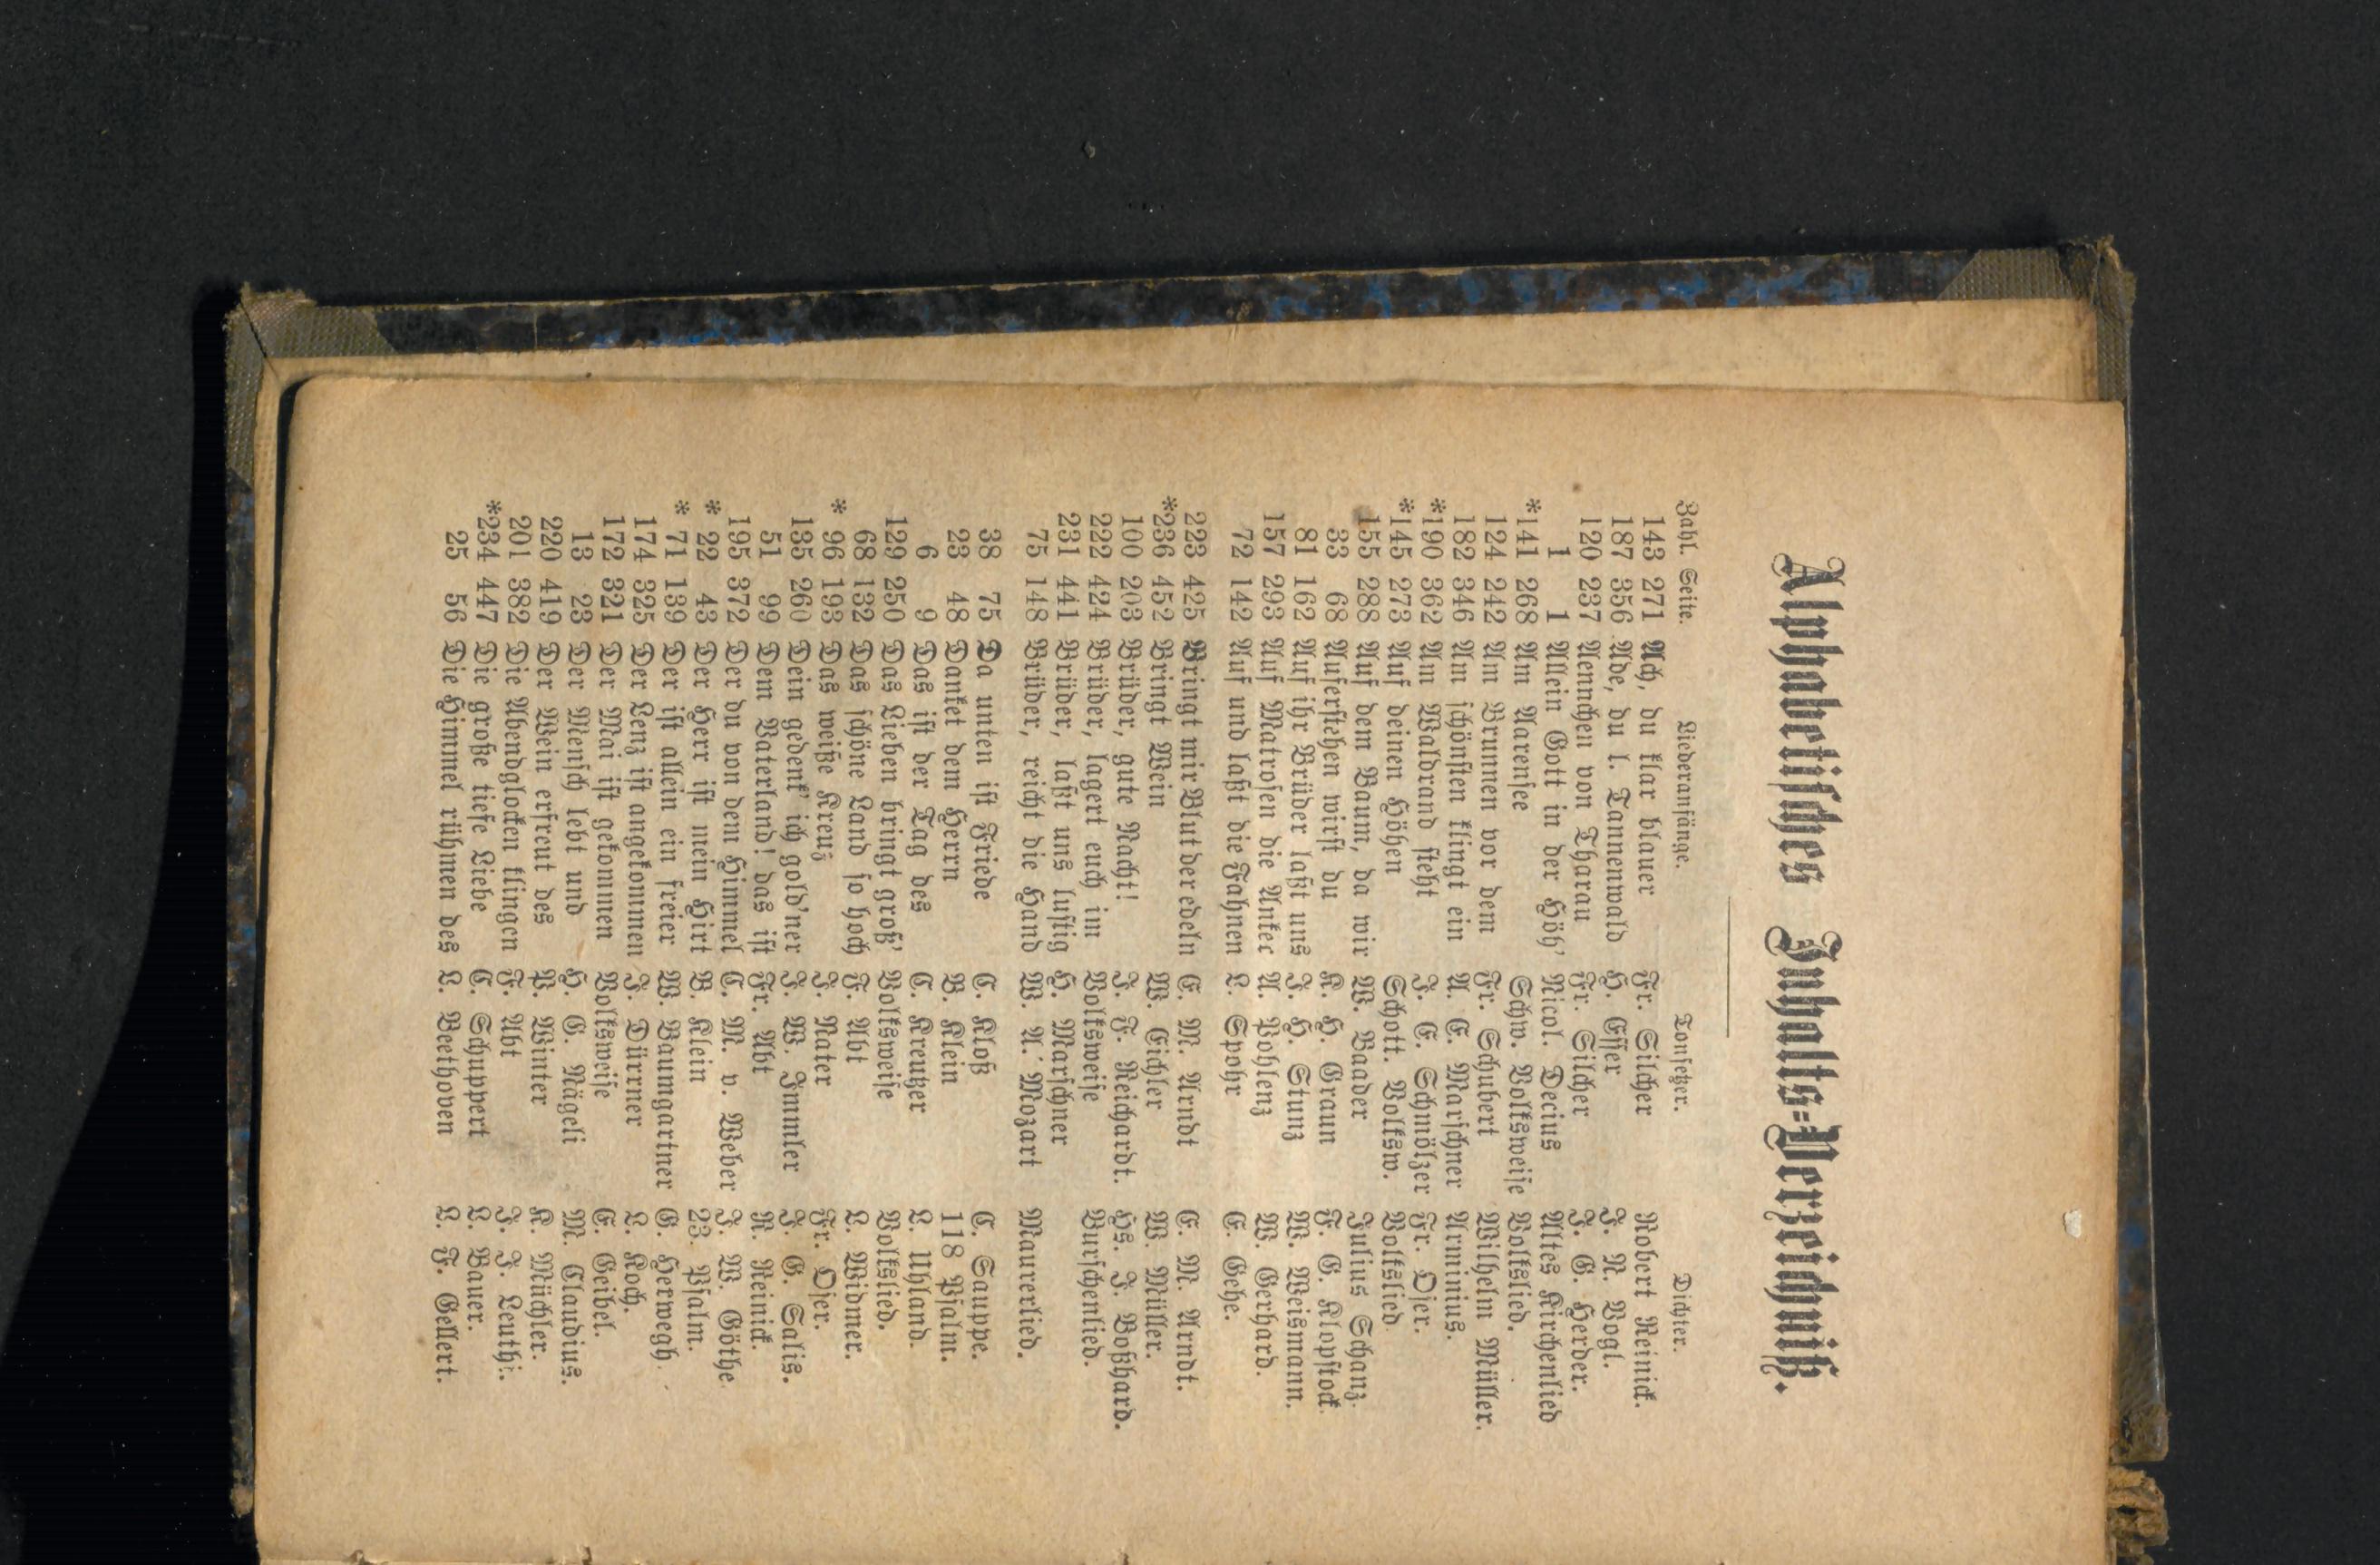 Alphabetisches Inhalts-Verzeichniß.
Zahl. Seite. Liederanfänge. Tonsetzer. Dichter.
143 271 Ach, du klar blauer Fr. Silcher Robert Reinick.
187 356 Ade, du l. Tannenwald H. Esser J. N. Vogl.
120 237 Aennchen von Tharau Fr. Silcher J. G. Herder.
1 1 Allein Gott in der Höh' Nicol. Decius Altes Kirchenlied
*141 268 Am Aarensee Schw. Volksweise Volkslied.
124 242 Am Brunnen vor dem Fr. Schubert Wilhelm Müller.
182 346 Am schönsten klingt ein A. E. Marschner Arminius.
*190 362 Am Waldrand steht J. E. Schmölzer Fr. Oser.
*145 273 Auf deinen Höhen Schott. Volksw. Volkslied
155 288 Auf dem Baum, da wir W. Baader Julius Schanz
33 68 Auferstehen wirst du K. H. Graun F. G. Klopstock
81 162 Auf ihr Brüder laßt uns J. H. Stunz W. Weismann.
157 293 Auf Matrosen die Anker A. Pohlenz W. Gerhard.
72 142 Auf und laßt die Fahnen L. Spohr E. Gehe.
223 425 Bringt mir Blut der edeln E. M. Arndt E. M. Arndt.
*236 452 Bringt Wein W. Eichler W. Müller.
100 203 Brüder, gute Nacht! J. F. Reichardt. Hs. J. Boßhard.
222 424 Brüder, lagert euch im Volksweise Burschenlied.
231 441 Brüder, laßt uns lustig H. Marschner
75 148 Brüder, reicht die Hand W. A. Mozart Maurerlied.
38 75 Da unten ist Friede C. Kloß C. Sauppe.
23 48 Danket dem Herrn B. Klein 118 Psalm.
6 9 Das ist der Tag des C. Kreutzer L. Uhland.
129 250 Das Lieben bringt groß' Volksweise Volkslied.
68 132 Das schöne Land so hoch F. Abt L. Widmer.
* 96 193 Das weiße Kreuz J. Mater Fr. Oser.
135 260 Dein gedenk' ich gold'ner J. W. Immler J. G. Salis.
51 99 Dem Vaterland! das ist Fr. Abt R. Reinick.
195 372 Der du von dem Himmel C. M. v. Weber J. W. Göthe
* 22 43 Der Herr ist mein Hirt B. Klein 23. Psalm.
* 71 139 Der ist allein ein freier W. Baumgartner G. Herwegh.
174 325 Der Lenz ist angekommen J. Dürrner L. Koch.
172 321 Der Mai ist gekommen Volksweise E. Geibel.
13 23 Der Mensch lebt und H. G. Nägeli M. Claudius.
220 419 Der Wein erfreut des P. Winter K. Müchler.
201 382 Die Abendglocken klingen F. Abt J. J. Leuthi.
*234 447 Die große tiefe Liebe C. Schuppert L. Bauer.
25 56 Die Himmel rühmen des L. Beethoven L. F. Gellert.